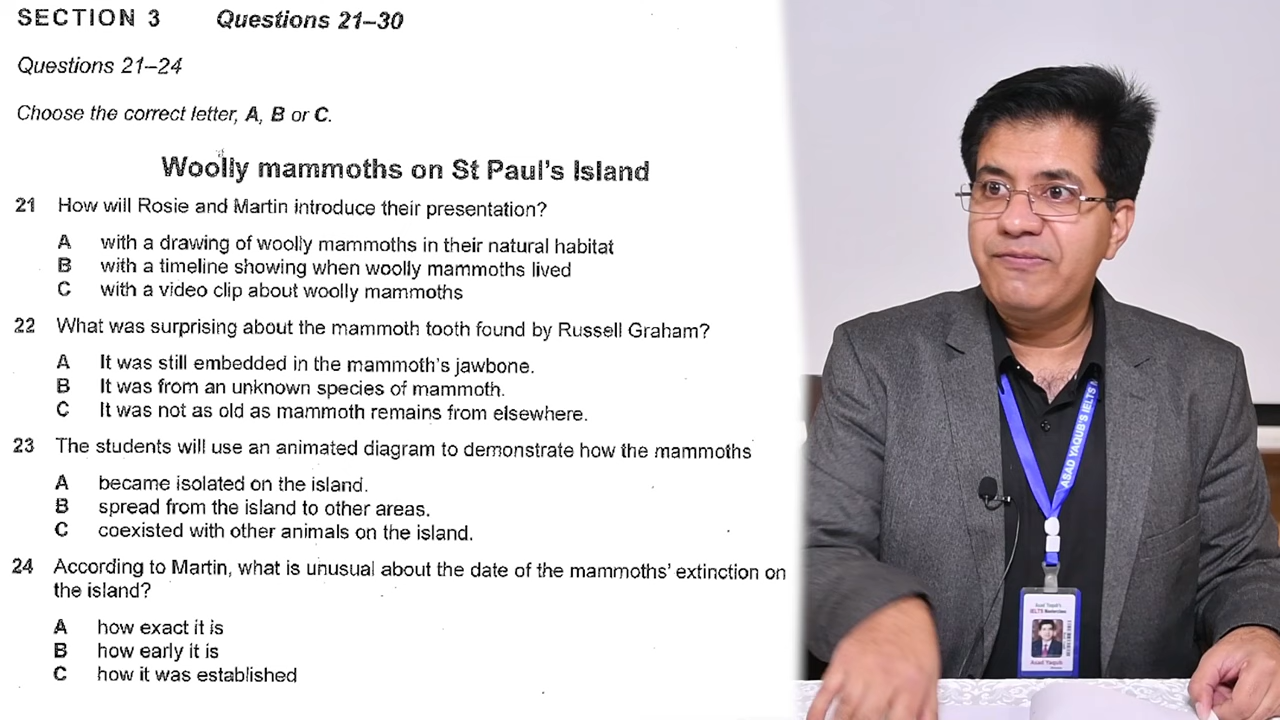 SECTION 3 Questions 21–30
Questions 21–24
Choose the correct letter, A, B or C.
Woolly mammoths on St Paul's Island
21 How will Rosie and Martin introduce their presentation?
A with a drawing of woolly mammoths in their natural habitat
B with a timeline showing when woolly mammoths lived
C with a video clip about woolly mammoths
22 What was surprising about the mammoth tooth found by Russell Graham?
A It was still embedded in the mammoth's jawbone.
B It was from an unknown species of mammoth.
C It was not as old as mammoth remains from elsewhere.
23 The students will use an animated diagram to demonstrate how the mammoths
A became isolated on the island.
B spread from the island to other areas.
C coexisted with other animals on the island.
24 According to Martin, what is unusual about the date of the mammoths' extinction on
the island?
A how exact it is
B how early it is
C how it was established
ASAD YAQUB'S IELTS
Asad Yaqub's
IELTS Masterclass
Asad Yaqub